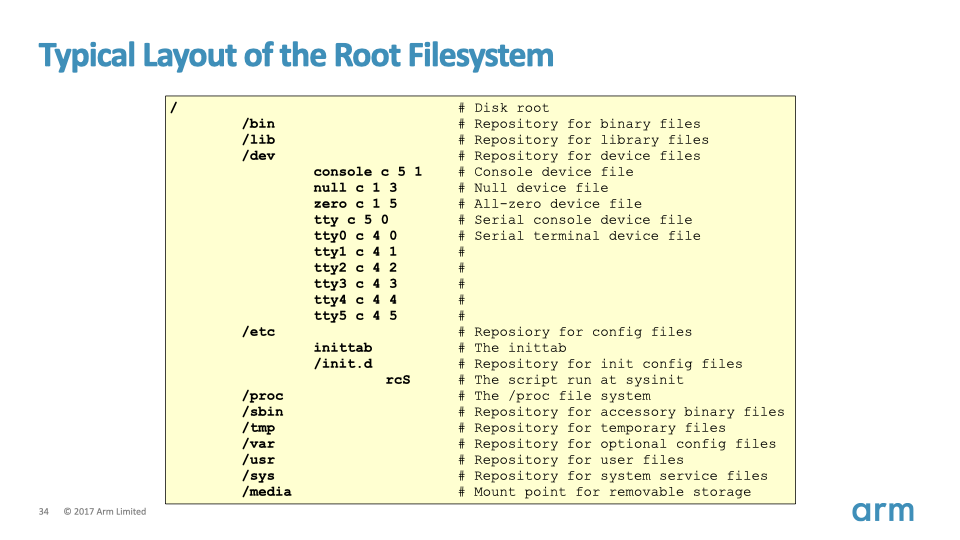 Typical Layout of the Root Filesystem
/ # Disk root
/bin # Repository for binary files
/lib # Repository for library files
/dev # Repository for device files
console c 5 1 # Console device file
null c 1 3 # Null device file
zero c 1 5 # All-zero device file
tty c 5 0 # Serial console device file
tty0 c 4 0 # Serial terminal device file
tty1 c 4 1 #
tty2 c 4 2 #
tty3 c 4 3 #
tty4 c 4 4 #
tty5 c 4 5 #
/etc # Reposiory for config files
inittab # The inittab
/init.d # Repository for init config files
rcS # The script run at sysinit
/proc # The /proc file system
/sbin # Repository for accessory binary files
/tmp # Repository for temporary files
/var # Repository for optional config files
/usr # Repository for user files
/sys # Repository for system service files
/media # Mount point for removable storage
34 © 2017 Arm Limited
arm